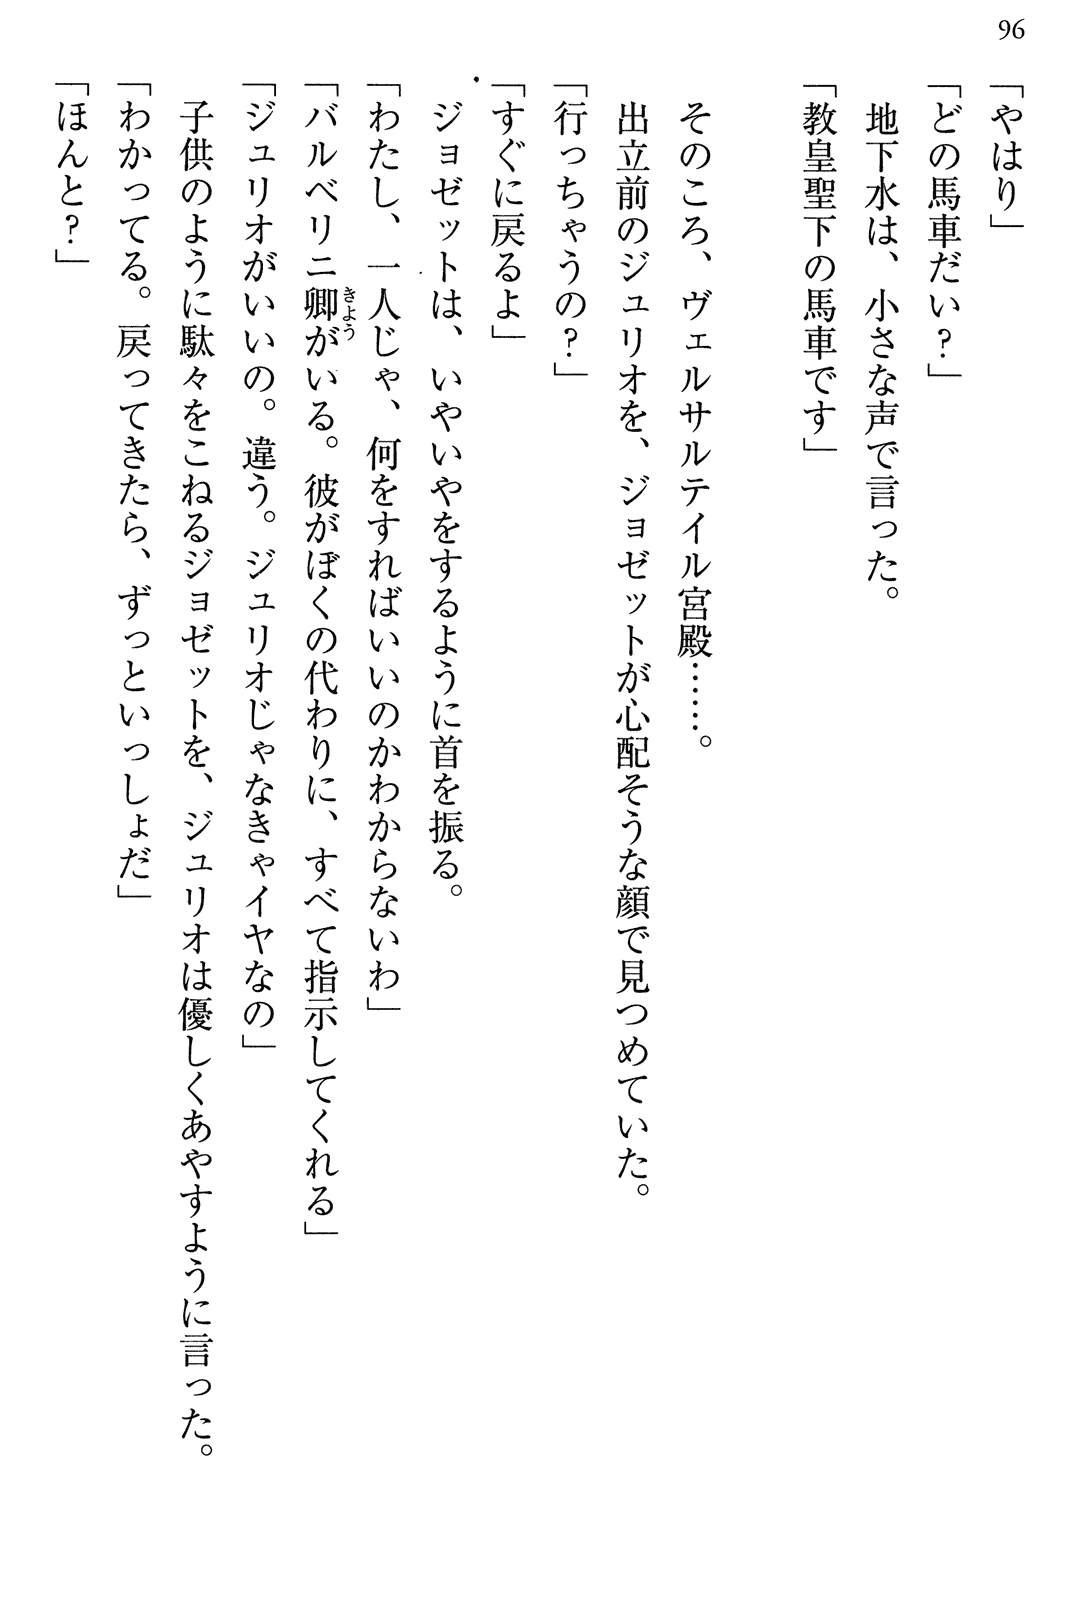 96
「やはり」
「どの馬車だい？」
　地下水は、小さな声で言った。
「教皇聖下の馬車です」
　そのころ、ヴェルサルテイル宮殿……。
　出立前のジュリオを、ジョゼットが心配そうな顔で見つめていた。
「行っちゃうの？」
「すぐに戻るよ」
　ジョゼットは、いやいやをするように首を振る。
「わたし、一人じゃ、何をすればいいのかわからないわ」
「バルベリニ卿がいる。彼がぼくの代わりに、すべて指示してくれる」
きよう
「ジュリオがいいの。違う。ジュリオじゃなきゃイヤなの」
　子供のように駄々をこねるジョゼットを、ジュリオは優しくあやすように言った。
「わかってる。戻ってきたら、ずっといっしょだ」
「ほんと？」